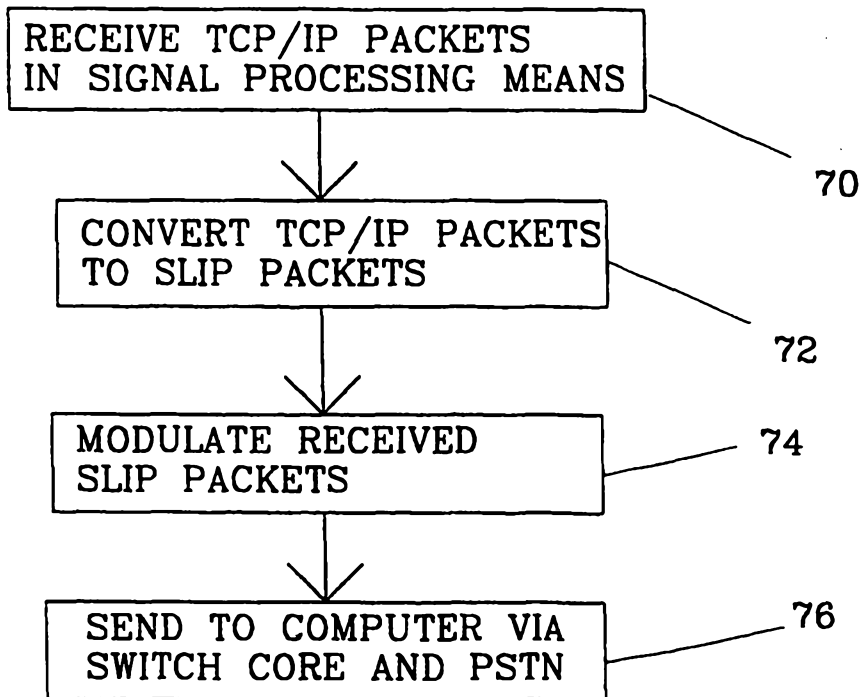 RECEIVE TCP/IP PACKETS
IN SIGNAL PROCESSING MEANS
70
CONVERT TCP/IP PACKETS
TO SLIP PACKETS
72
MODULATE RECEIVED
SLIP PACKETS
74
SEND TO COMPUTER VIA
SWITCH CORE AND PSTN
76